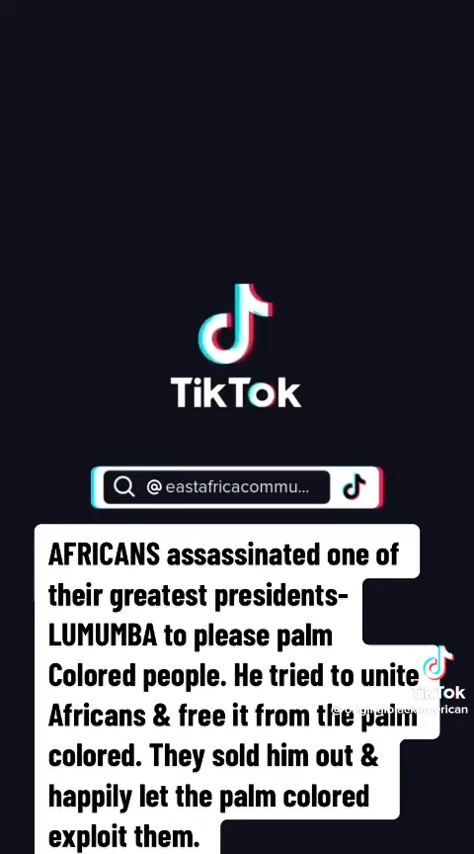 TikTok
@eastafricacommu...
AFRICANS assassinated one of
their greatest presidents-
LUMUMBA to please palm
Colored people. He tried to unite
TikTok
Africans & free it from the palm
colored. They sold him out &
happily let the palm colored
exploit them.